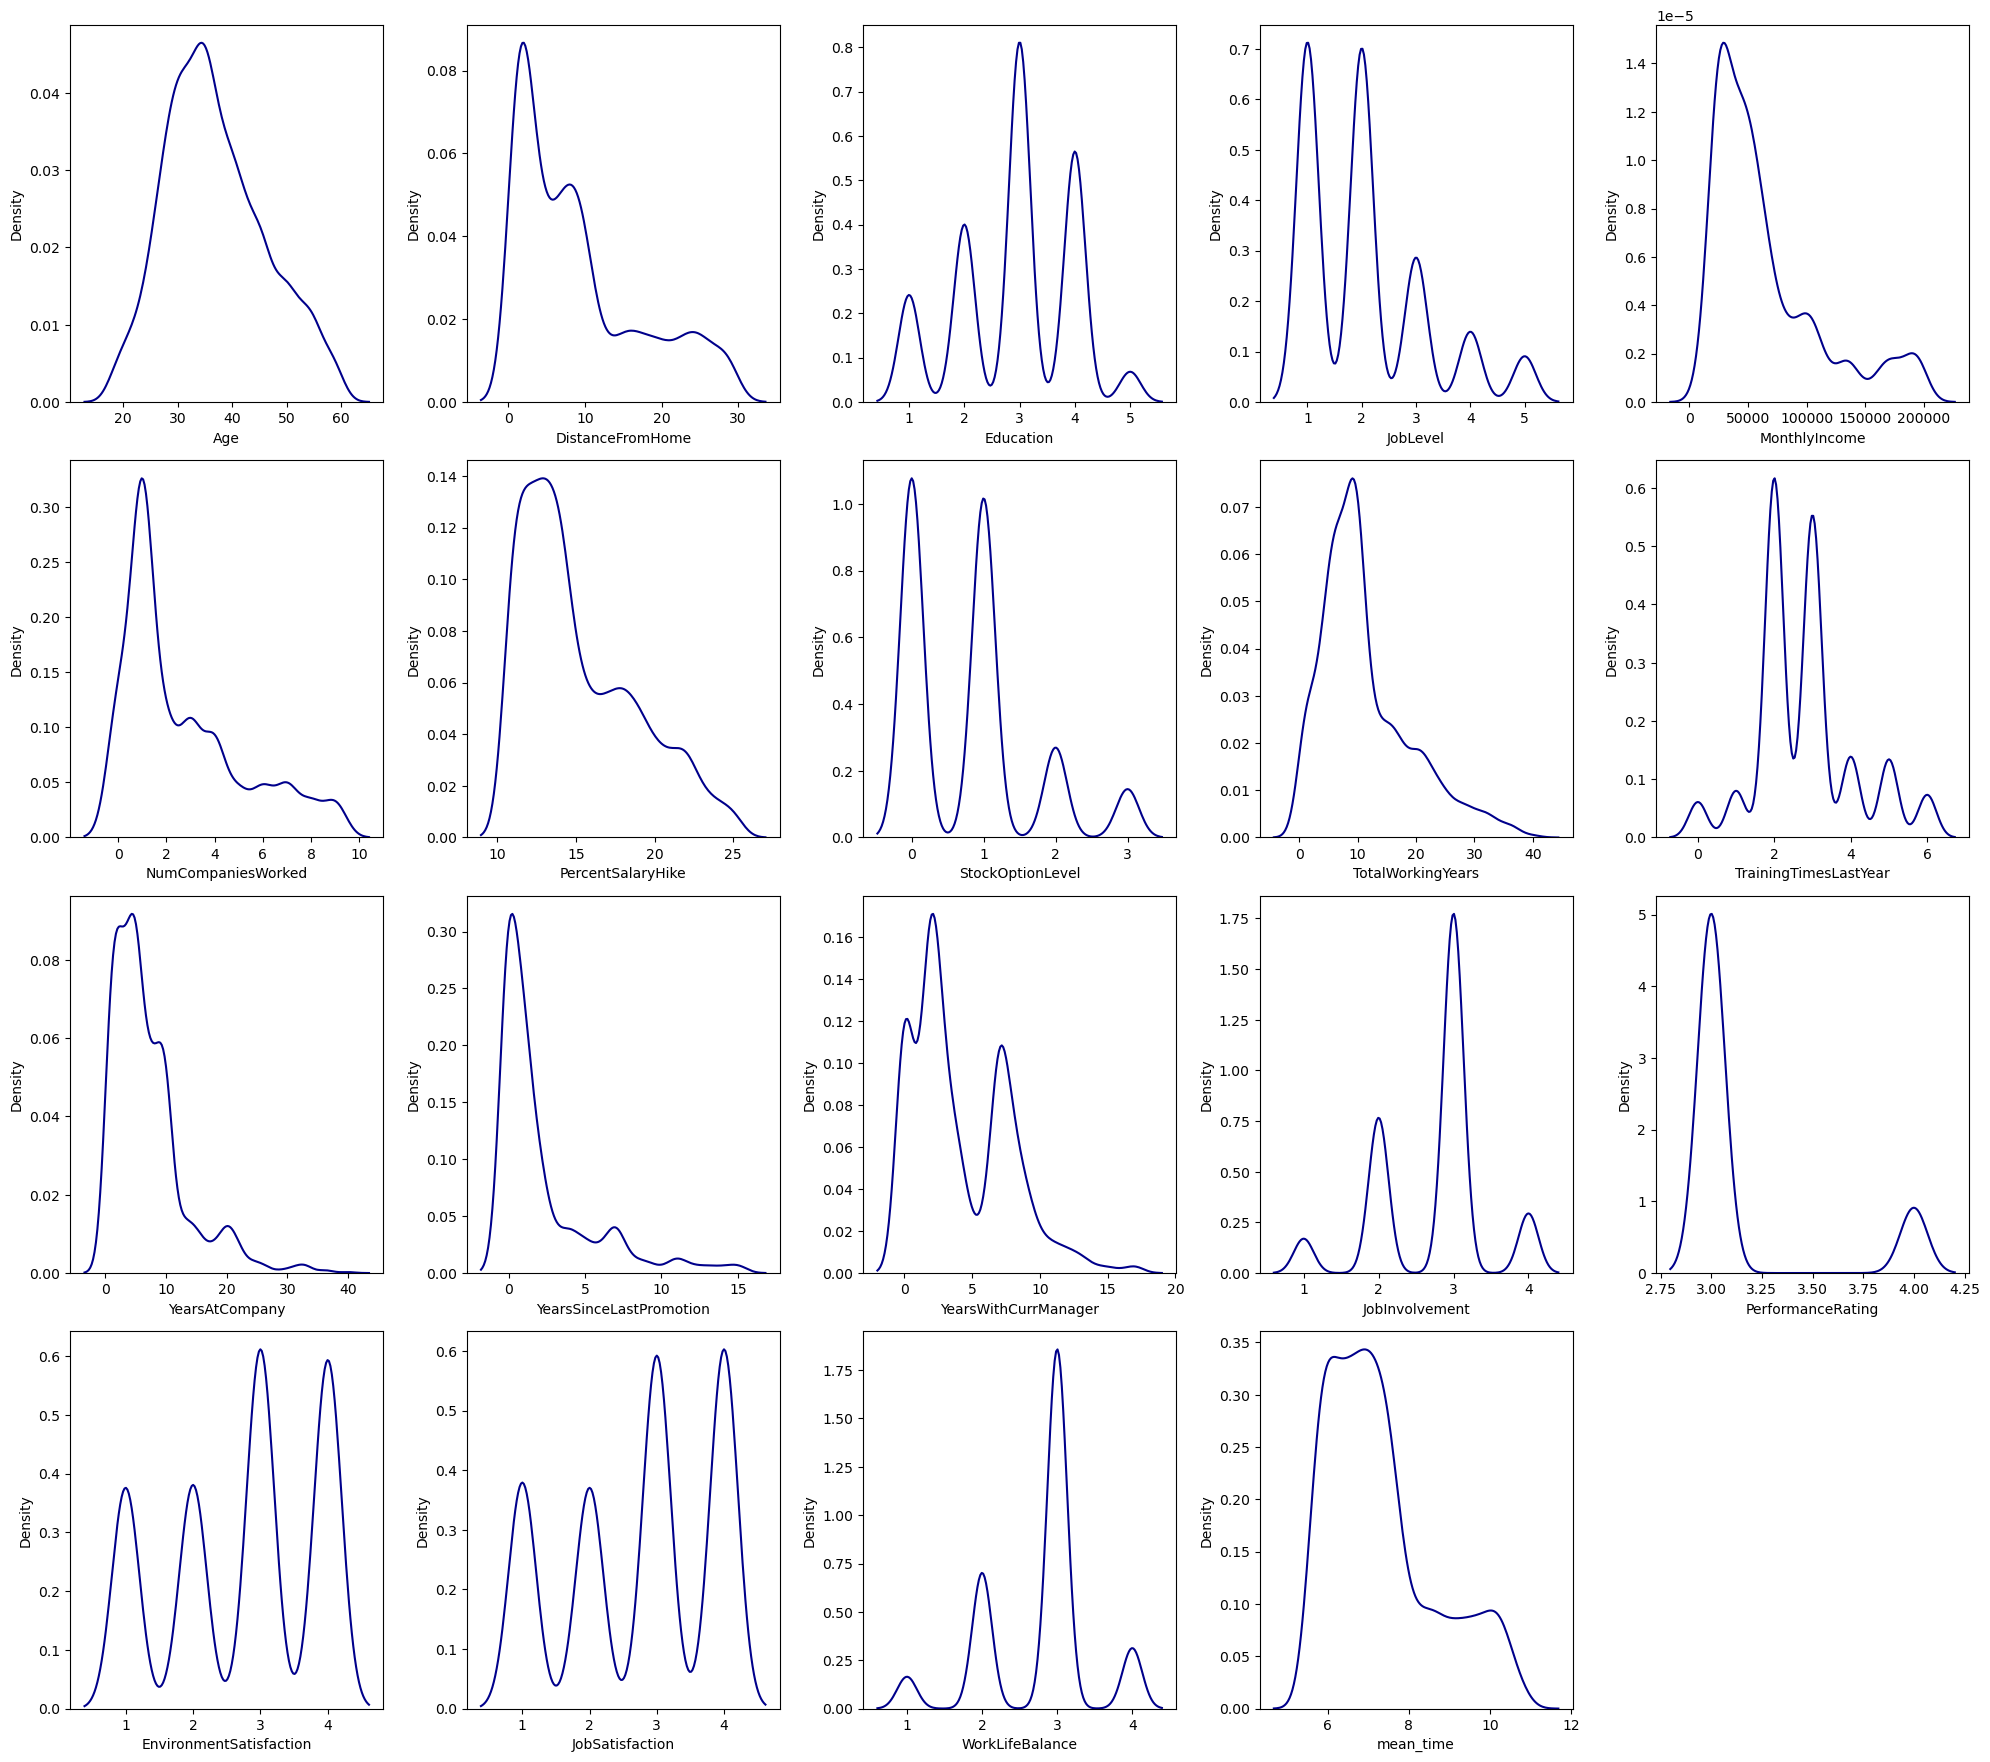 0.04
0.03
0.02
0.01
0.00
Density
20 30 40 50 60
Age
0.08
0.06
0.04
0.02
0.00
Density
0 10 20 30
DistanceFromHome
0.8
0.7
0.6
0.5
0.4
0.3
0.2
0.1
0.0
Density
1 2 3 4 5
Education
0.7
0.6
0.5
0.4
0.3
0.2
0.1
0.0
Density
1 2 3 4 5
JobLevel
1e−5
1.4
1.2
1.0
0.8
0.6
0.4
0.2
0.0
Density
0 50000 100000 150000 200000
MonthlyIncome
0.30
0.25
0.20
0.15
0.10
0.05
0.00
Density
0 2 4 6 8 10
NumCompaniesWorked
0.14
0.12
0.10
0.08
0.06
0.04
0.02
0.00
Density
10 15 20 25
PercentSalaryHike
1.0
0.8
0.6
0.4
0.2
0.0
Density
0 1 2 3
StockOptionLevel
0.07
0.06
0.05
0.04
0.03
0.02
0.01
0.00
Density
0 10 20 30 40
TotalWorkingYears
0.6
0.5
0.4
0.3
0.2
0.1
0.0
Density
0 2 4 6
TrainingTimesLastYear
0.08
0.06
0.04
0.02
0.00
Density
0 10 20 30 40
YearsAtCompany
0.30
0.25
0.20
0.15
0.10
0.05
0.00
Density
0 5 10 15
YearsSinceLastPromotion
0.16
0.14
0.12
0.10
0.08
0.06
0.04
0.02
0.00
Density
0 5 10 15 20
YearsWithCurrManager
1.75
1.50
1.25
1.00
0.75
0.50
0.25
0.00
Density
1 2 3 4
JobInvolvement
5
4
3
2
1
0
Density
2.75 3.00 3.25 3.50 3.75 4.00 4.25
PerformanceRating
0.6
0.5
0.4
0.3
0.2
0.1
0.0
Density
1 2 3 4
EnvironmentSatisfaction
0.6
0.5
0.4
0.3
0.2
0.1
0.0
Density
1 2 3 4
JobSatisfaction
1.75
1.50
1.25
1.00
0.75
0.50
0.25
0.00
Density
1 2 3 4
WorkLifeBalance
0.35
0.30
0.25
0.20
0.15
0.10
0.05
0.00
Density
6 8 10 12
mean_time